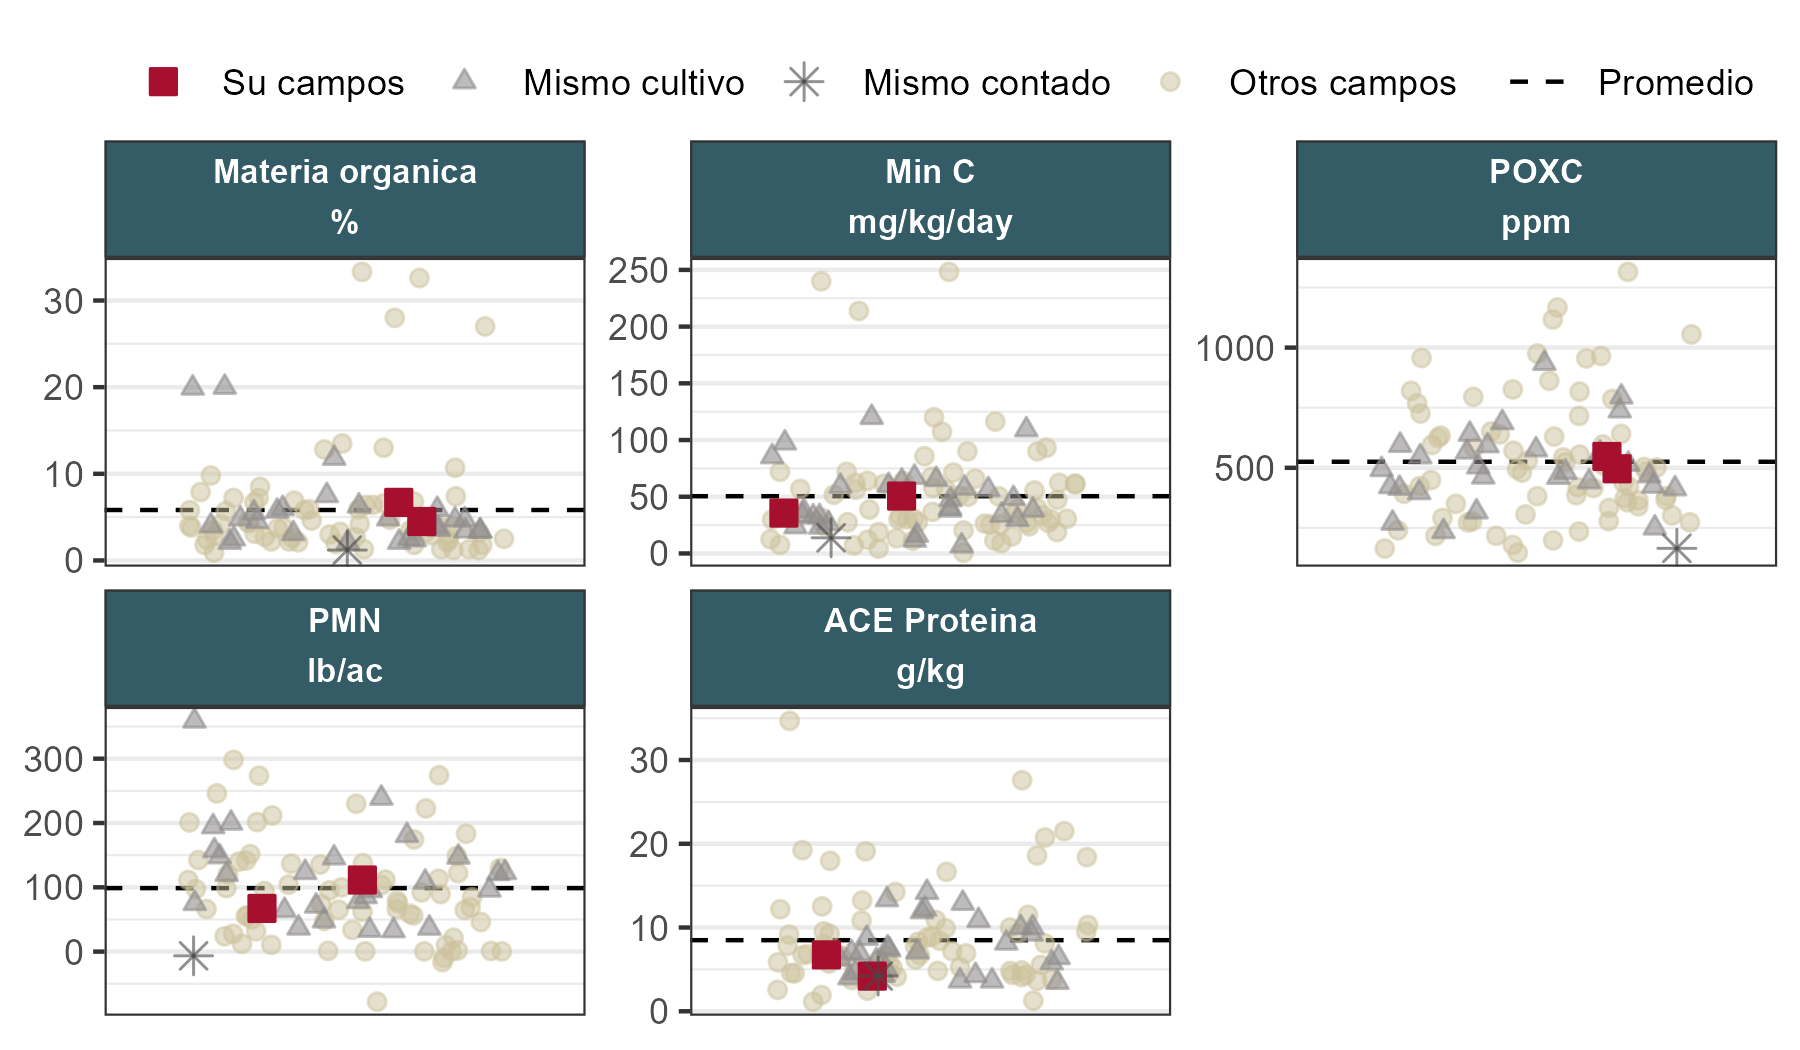 Su campos Mismo cultivo Mismo contado Otros campos Promedio
Materia organica
%
30
20
10
0
Min C
mg/kg/day
250
200
150
100
50
0
POXC
ppm
1000
500
PMN
lb/ac
300
200
100
0
ACE Proteina
g/kg
30
20
10
0